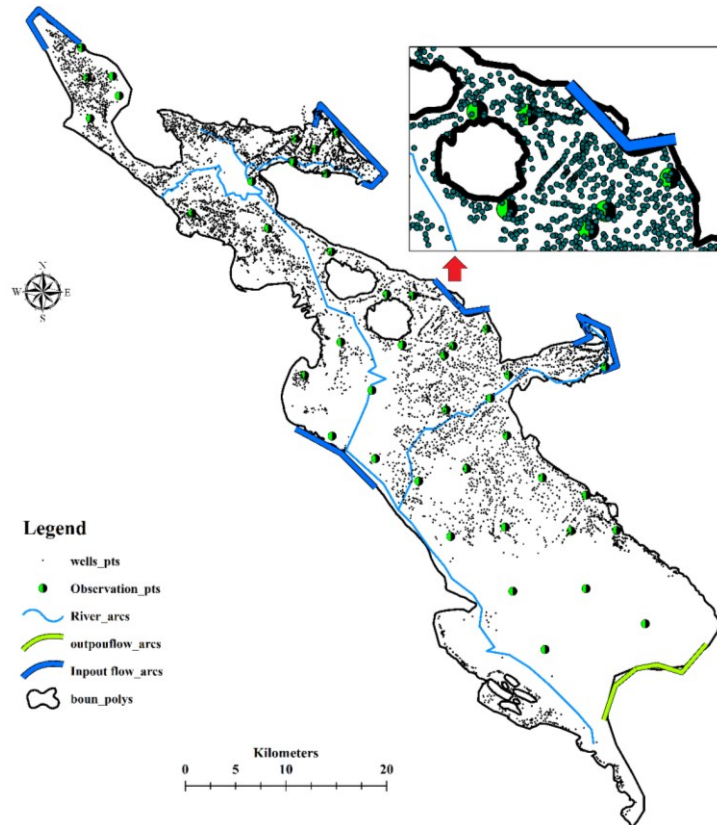 N
W E
S
Legend
wells_pts
Observation_pts
River_arcs
outpouflow_arcs
Inpout flow_arcs
boun_polys
Kilometers
0 5 10 20